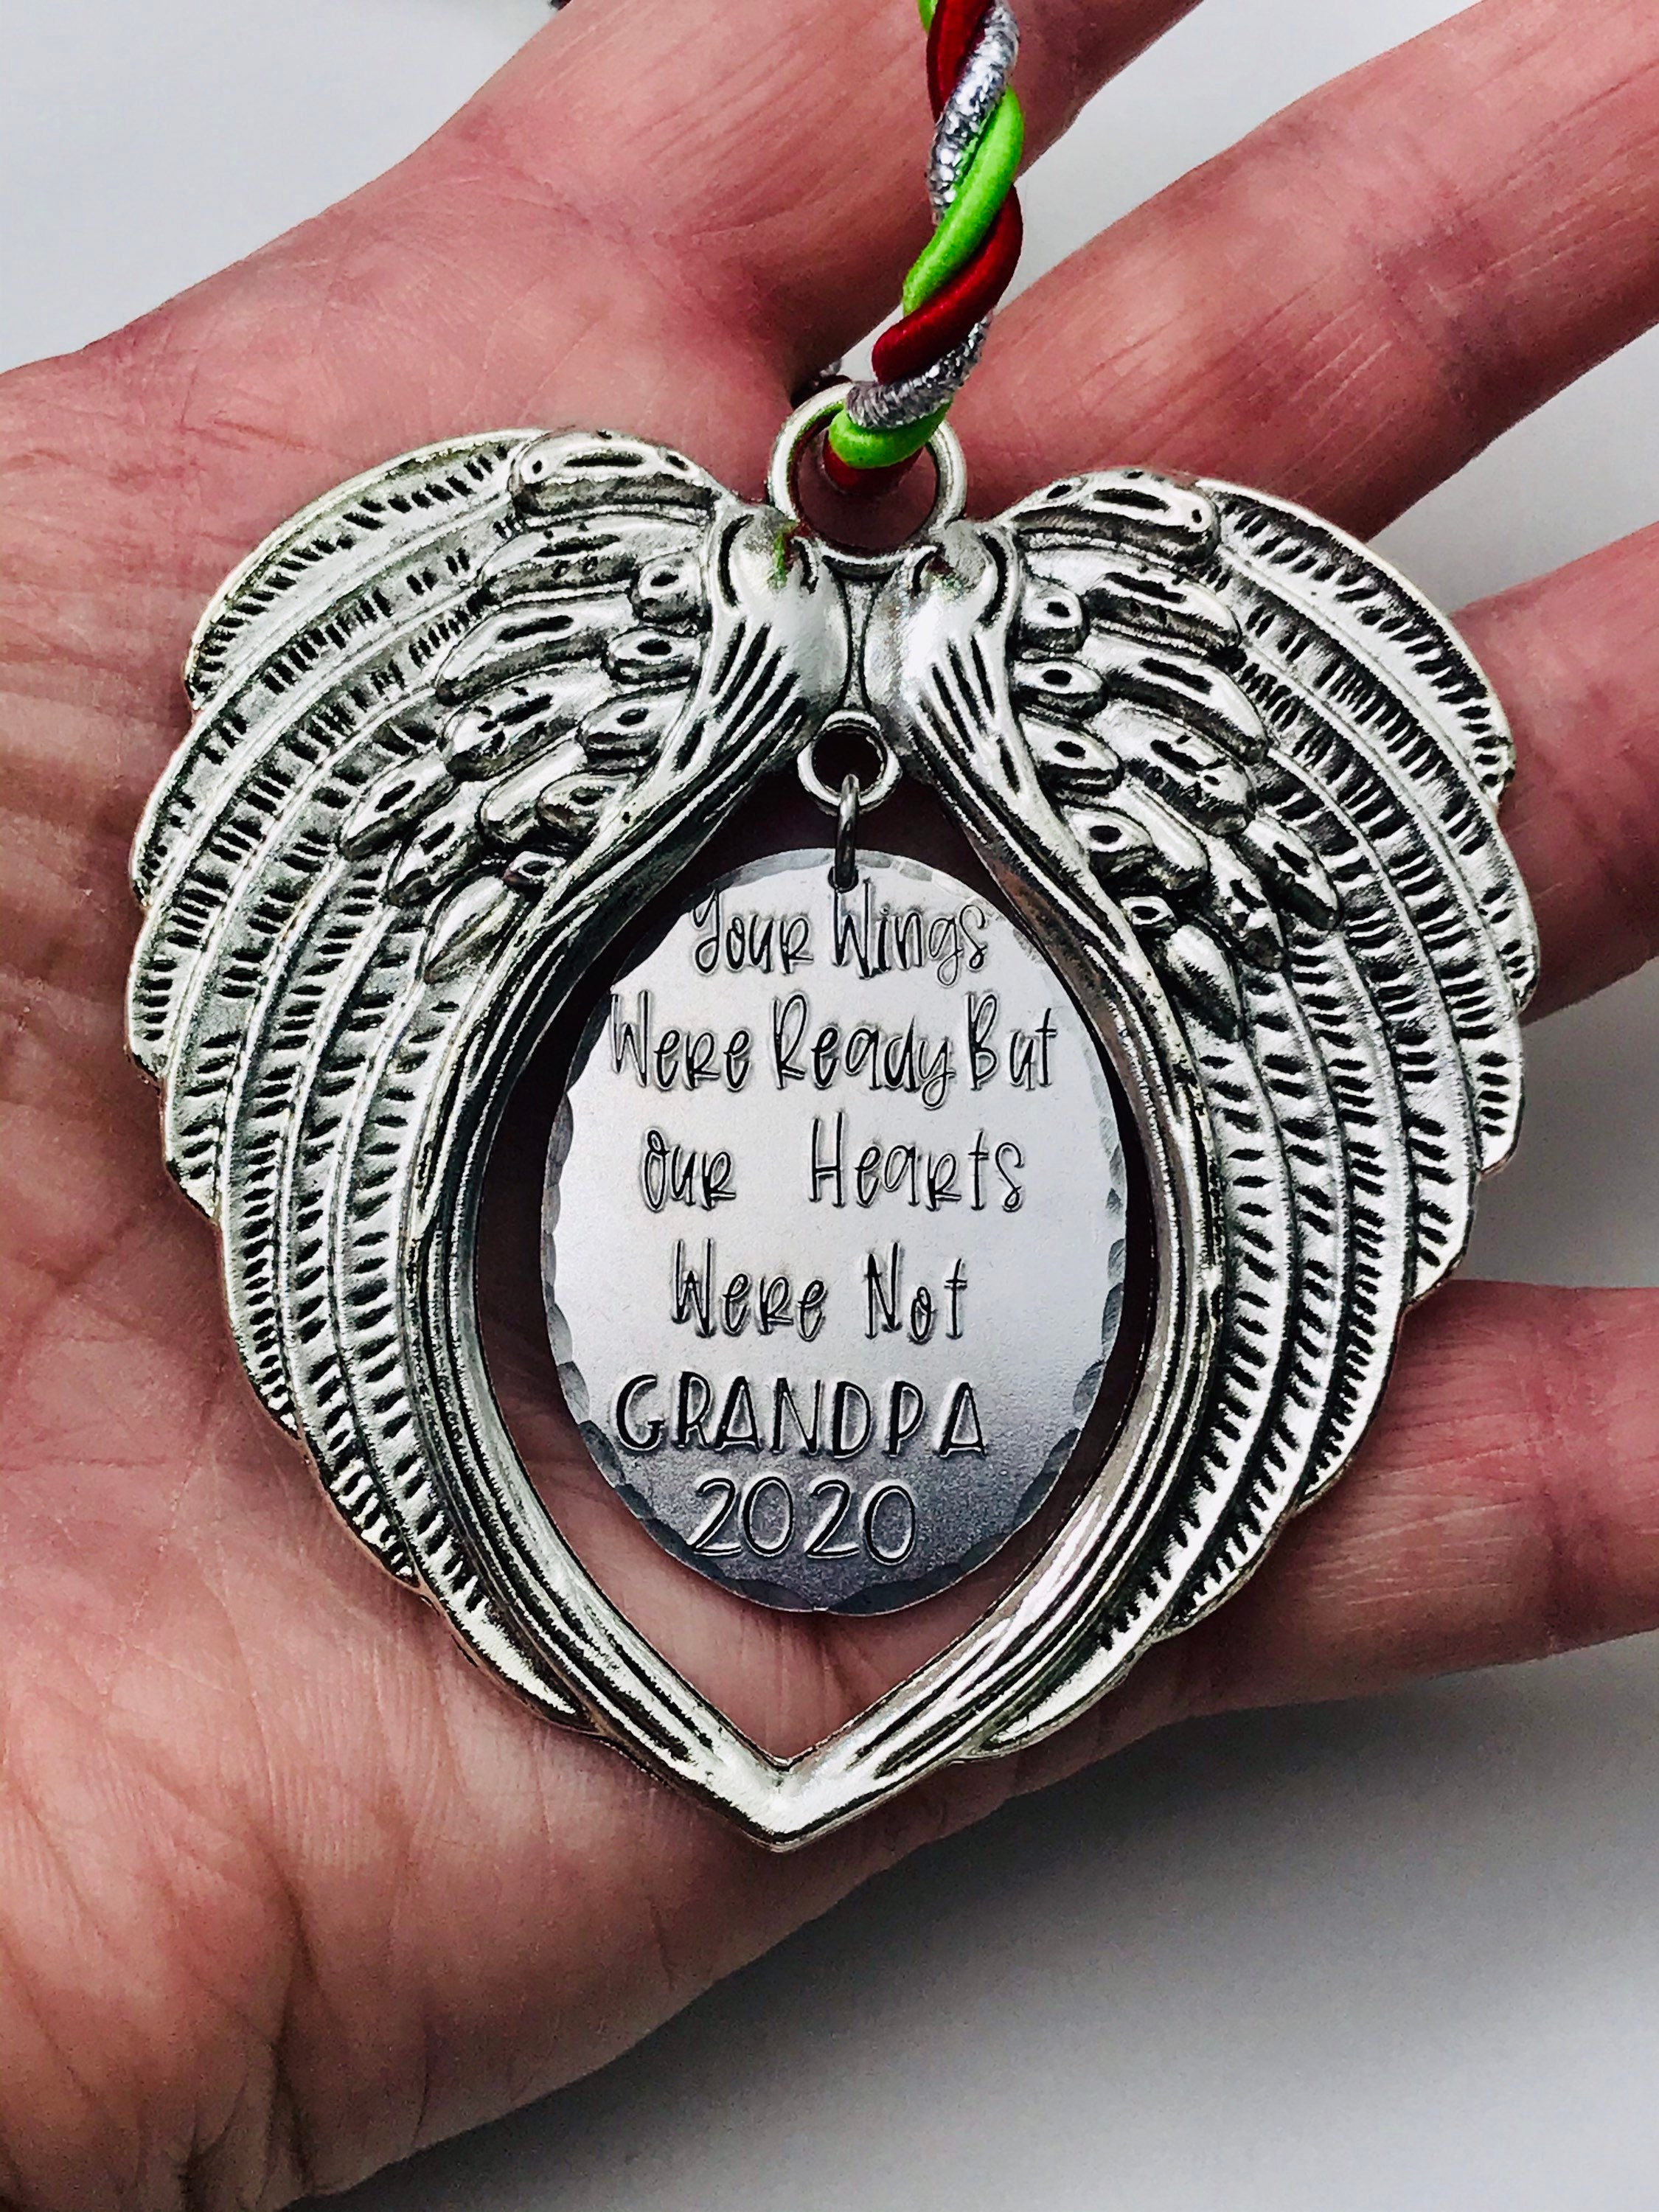 Your Wings
Were Ready But
our Hearts
Were Not
GRANDPA
2020